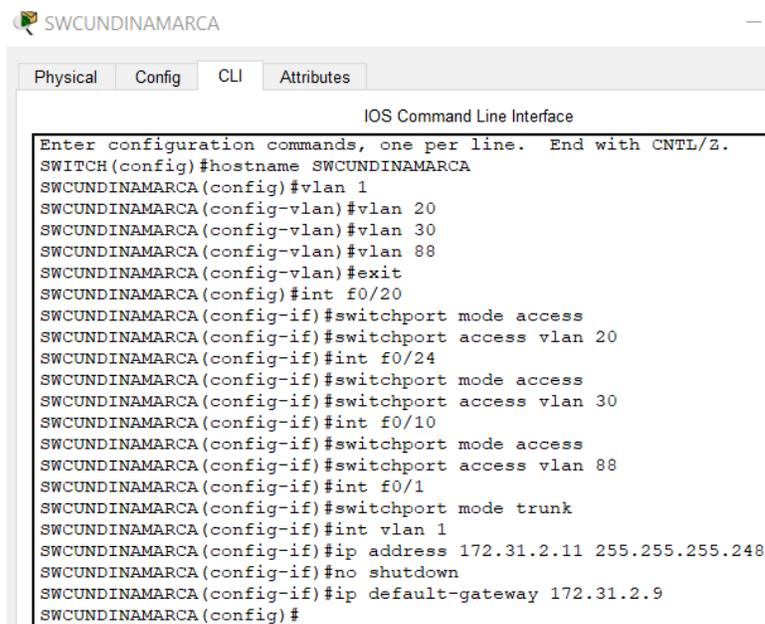 SWCUNDINAMARCA
Physical Config CLI Attributes
IOS Command Line Interface
Enter configuration commands, one per line.  End with CNTL/Z.
SWITCH(config)#hostname SWCUNDINAMARCA
SWCUNDINAMARCA(config)#vlan 1
SWCUNDINAMARCA(config-vlan)#vlan 20
SWCUNDINAMARCA(config-vlan)#vlan 30
SWCUNDINAMARCA(config-vlan)#vlan 88
SWCUNDINAMARCA(config-vlan)#exit
SWCUNDINAMARCA(config)#int f0/20
SWCUNDINAMARCA(config-if)#switchport mode access
SWCUNDINAMARCA(config-if)#switchport access vlan 20
SWCUNDINAMARCA(config-if)#int f0/24
SWCUNDINAMARCA(config-if)#switchport mode access
SWCUNDINAMARCA(config-if)#switchport access vlan 30
SWCUNDINAMARCA(config-if)#int f0/10
SWCUNDINAMARCA(config-if)#switchport mode access
SWCUNDINAMARCA(config-if)#switchport access vlan 88
SWCUNDINAMARCA(config-if)#int f0/1
SWCUNDINAMARCA(config-if)#switchport mode trunk
SWCUNDINAMARCA(config-if)#int vlan 1
SWCUNDINAMARCA(config-if)#ip address 172.31.2.11 255.255.255.248
SWCUNDINAMARCA(config-if)#no shutdown
SWCUNDINAMARCA(config-if)#ip default-gateway 172.31.2.9
SWCUNDINAMARCA(config)#